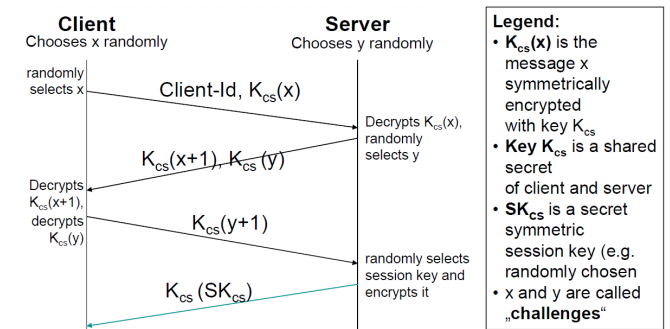 Client
Chooses x randomly
Server
Chooses y randomly
randomly
selects x
Client-Id, Kcs(x)
Decrypts Kcs(x),
randomly
selects y
Kcs(x+1), Kcs (y)
Decrypts
Kcs(x+1),
decrypts
Kcs(y)
Kcs(y+1)
randomly selects
session key and
encrypts it
Kcs (SKcs)
Legend:
• Kcs(x) is the
message x
symmetrically
encrypted
with key Kcs
• Key Kcs is a shared
secret
of client and server
• SKcs is a secret
symmetric
session key (e.g.
randomly chosen
• x and y are called
„challenges“